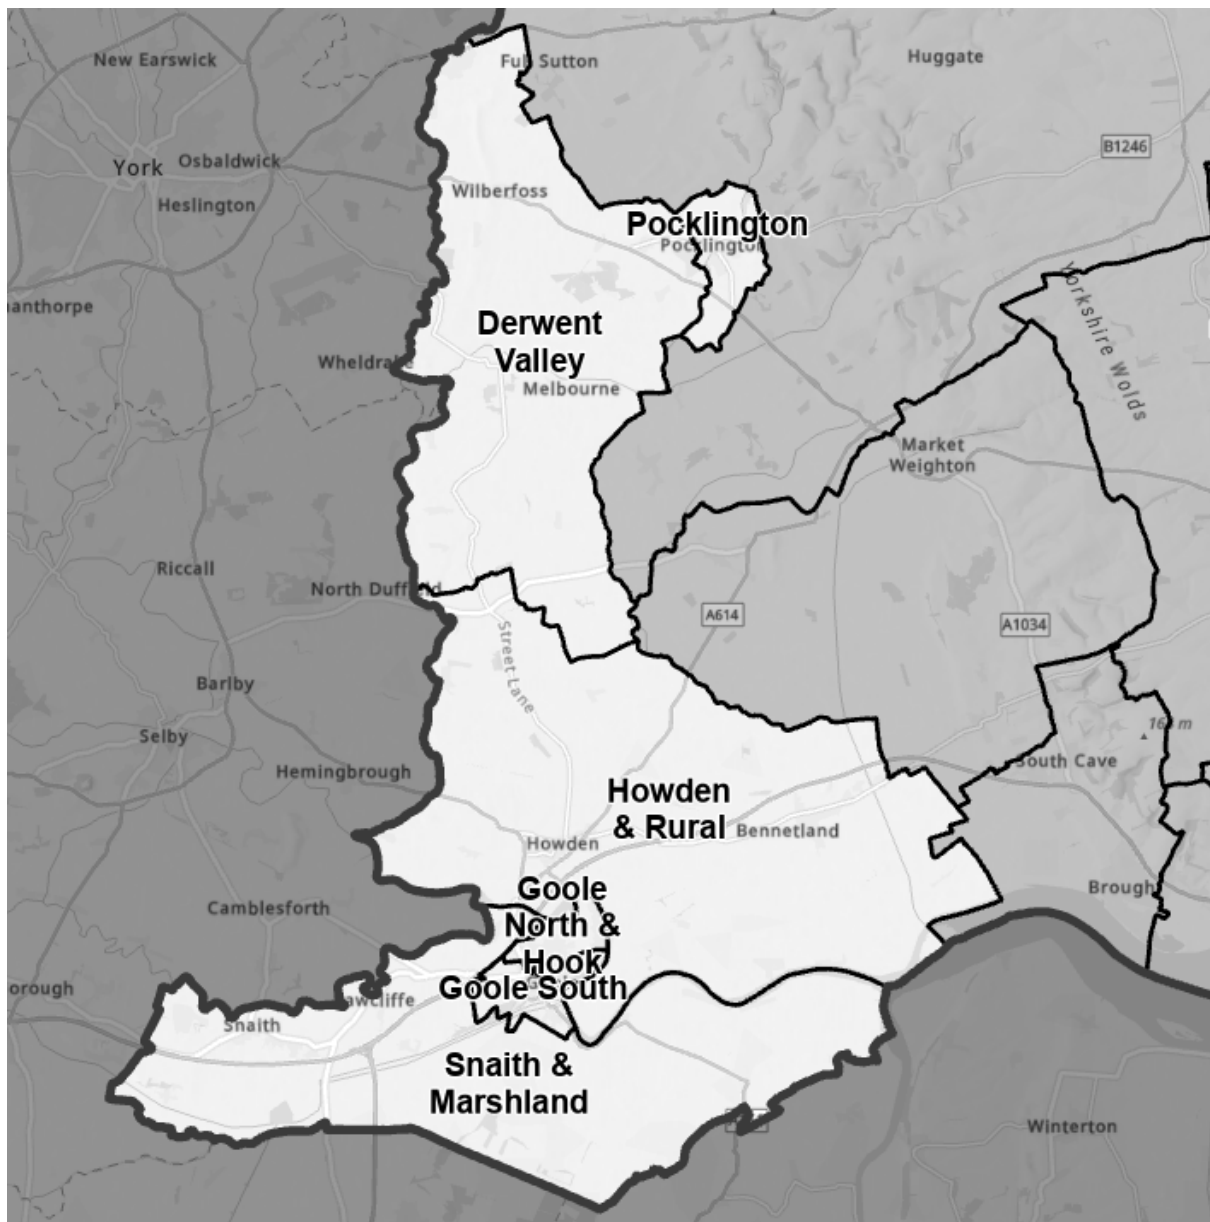 New Earswick
Full Sutton
Huggate
B1246
York
Osbaldwick
Heslington
Wilberfoss
Pocklington
Pocklington
Yorkshire Wolds
anthorpe
Derwent
Valley
Wheldrake
Melbourne
Market
Weighton
Riccall
North Duffield
A614
A1034
Street Lane
Barlby
Selby
South Cave
Hemingbrough
Howden
& Rural
Bennetland
Howden
Brough
Goole
North &
Hook
Camblesforth
Goole South
orough
awcliffe
Snaith
Snaith &
Marshland
Winterton